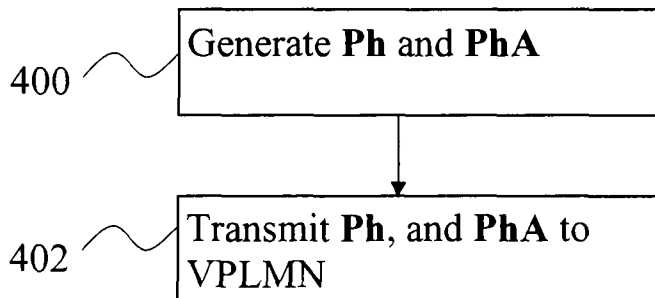 Generate Ph and PhA
400
Transmit Ph, and PhA to
VPLMN
402